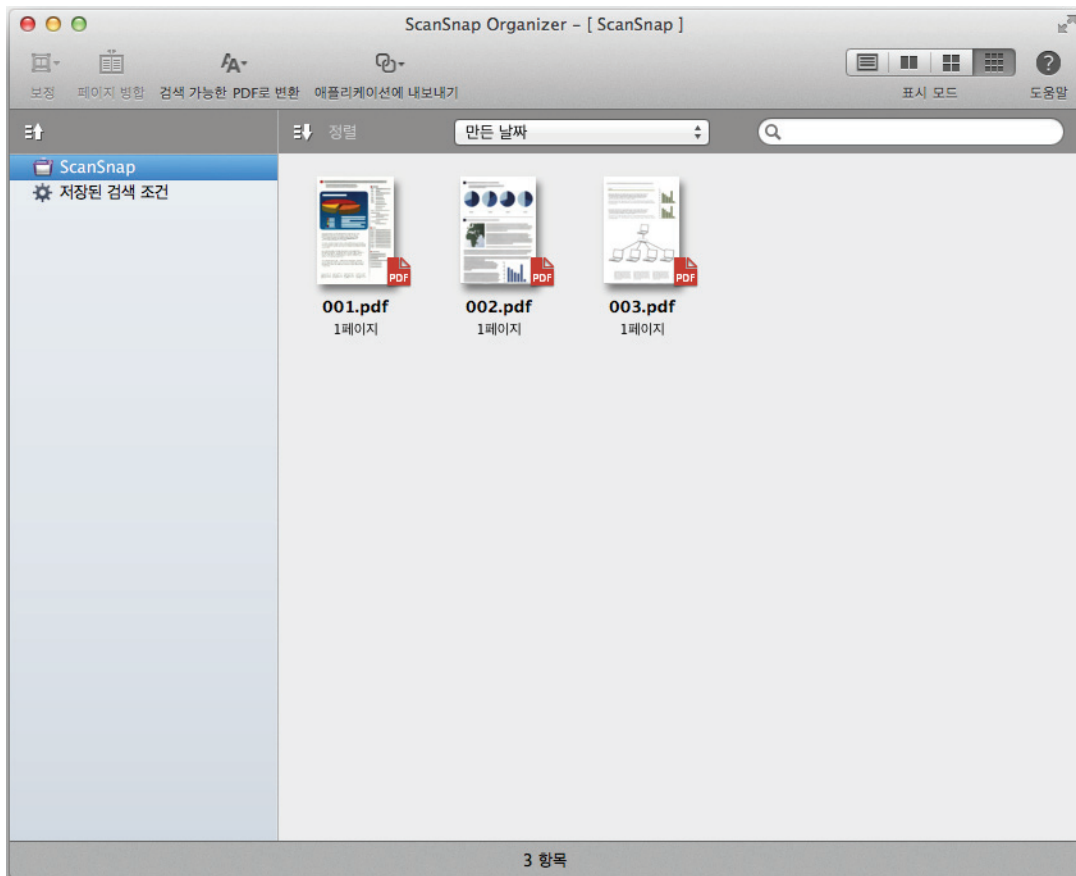 ScanSnap Organizer – [ ScanSnap ]
보정 페이지 병합 검색 가능한 PDF로 변환 애플리케이션에 내보내기 표시 모드 도움말
정렬 만든 날짜
ScanSnap
저장된 검색 조건
PDF PDF PDF
001.pdf 002.pdf 003.pdf
1페이지 1페이지 1페이지
3 항목